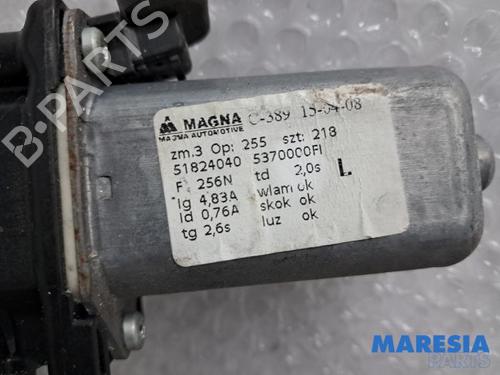 MAGNA C-389 15-04-08
MAGNA AUTOMOTIVE
zm.3 Op: 255 szt: 218
51824040 5370000FI
F 256N td 2,0s L
Ig 4,83A wlam ok
Id 0,76A skok ok
tg 2,6s luz ok
B-PARTS
MARESIA
PARTS